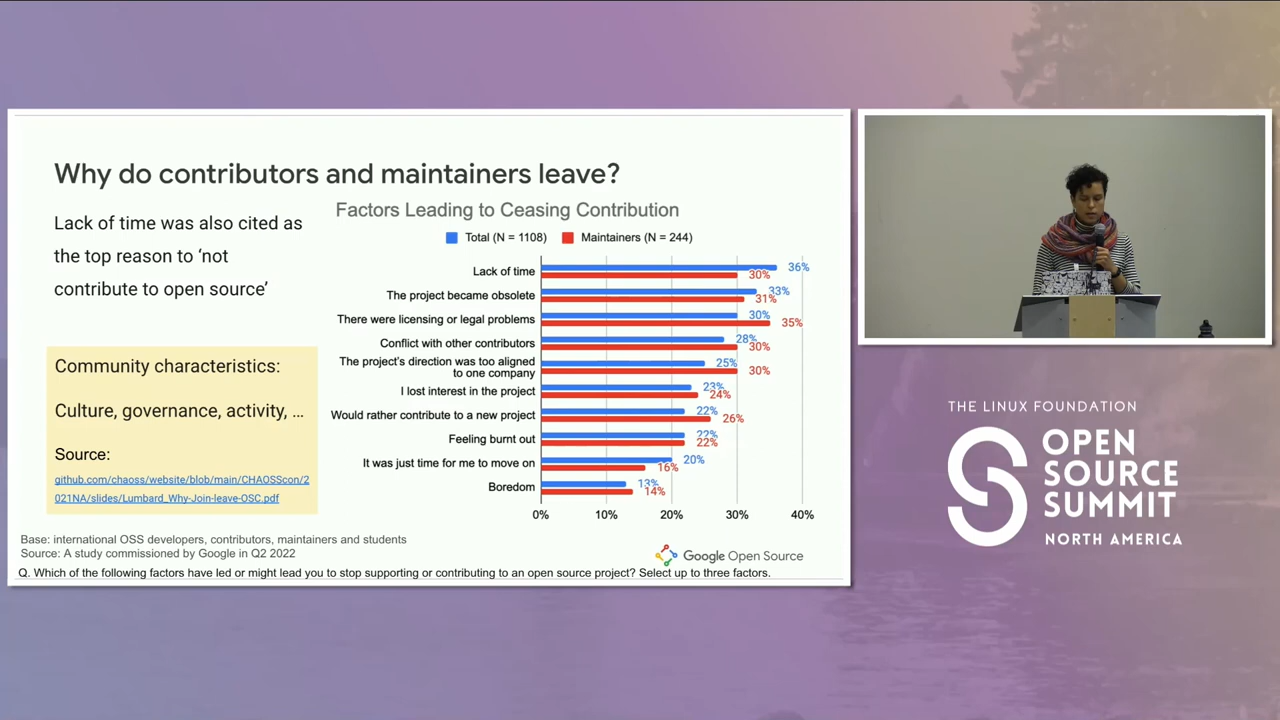 Why do contributors and maintainers leave?
Lack of time was also cited as
the top reason to ‘not
contribute to open source’
Community characteristics:
Culture, governance, activity, ...
Source:
github.com/chaoss/website/blob/main/CHAOSScon/2
021NA/slides/Lumbard_Why-Join-leave-OSC.pdf
Factors Leading to Ceasing Contribution
Total (N = 1108) Maintainers (N = 244)
Lack of time 36% 30%
The project became obsolete 33% 31%
There were licensing or legal problems 30% 35%
Conflict with other contributors 28% 30%
The project's direction was too aligned
to one company 25% 30%
I lost interest in the project 23% 24%
Would rather contribute to a new project 22% 26%
Feeling burnt out 22% 22%
It was just time for me to move on 20% 16%
Boredom 13% 14%
0% 10% 20% 30% 40%
Base: international OSS developers, contributors, maintainers and students
Source: A study commissioned by Google in Q2 2022
Google Open Source
Q. Which of the following factors have led or might lead you to stop supporting or contributing to an open source project? Select up to three factors.
THE LINUX FOUNDATION
OPEN
SOURCE
SUMMIT
NORTH AMERICA